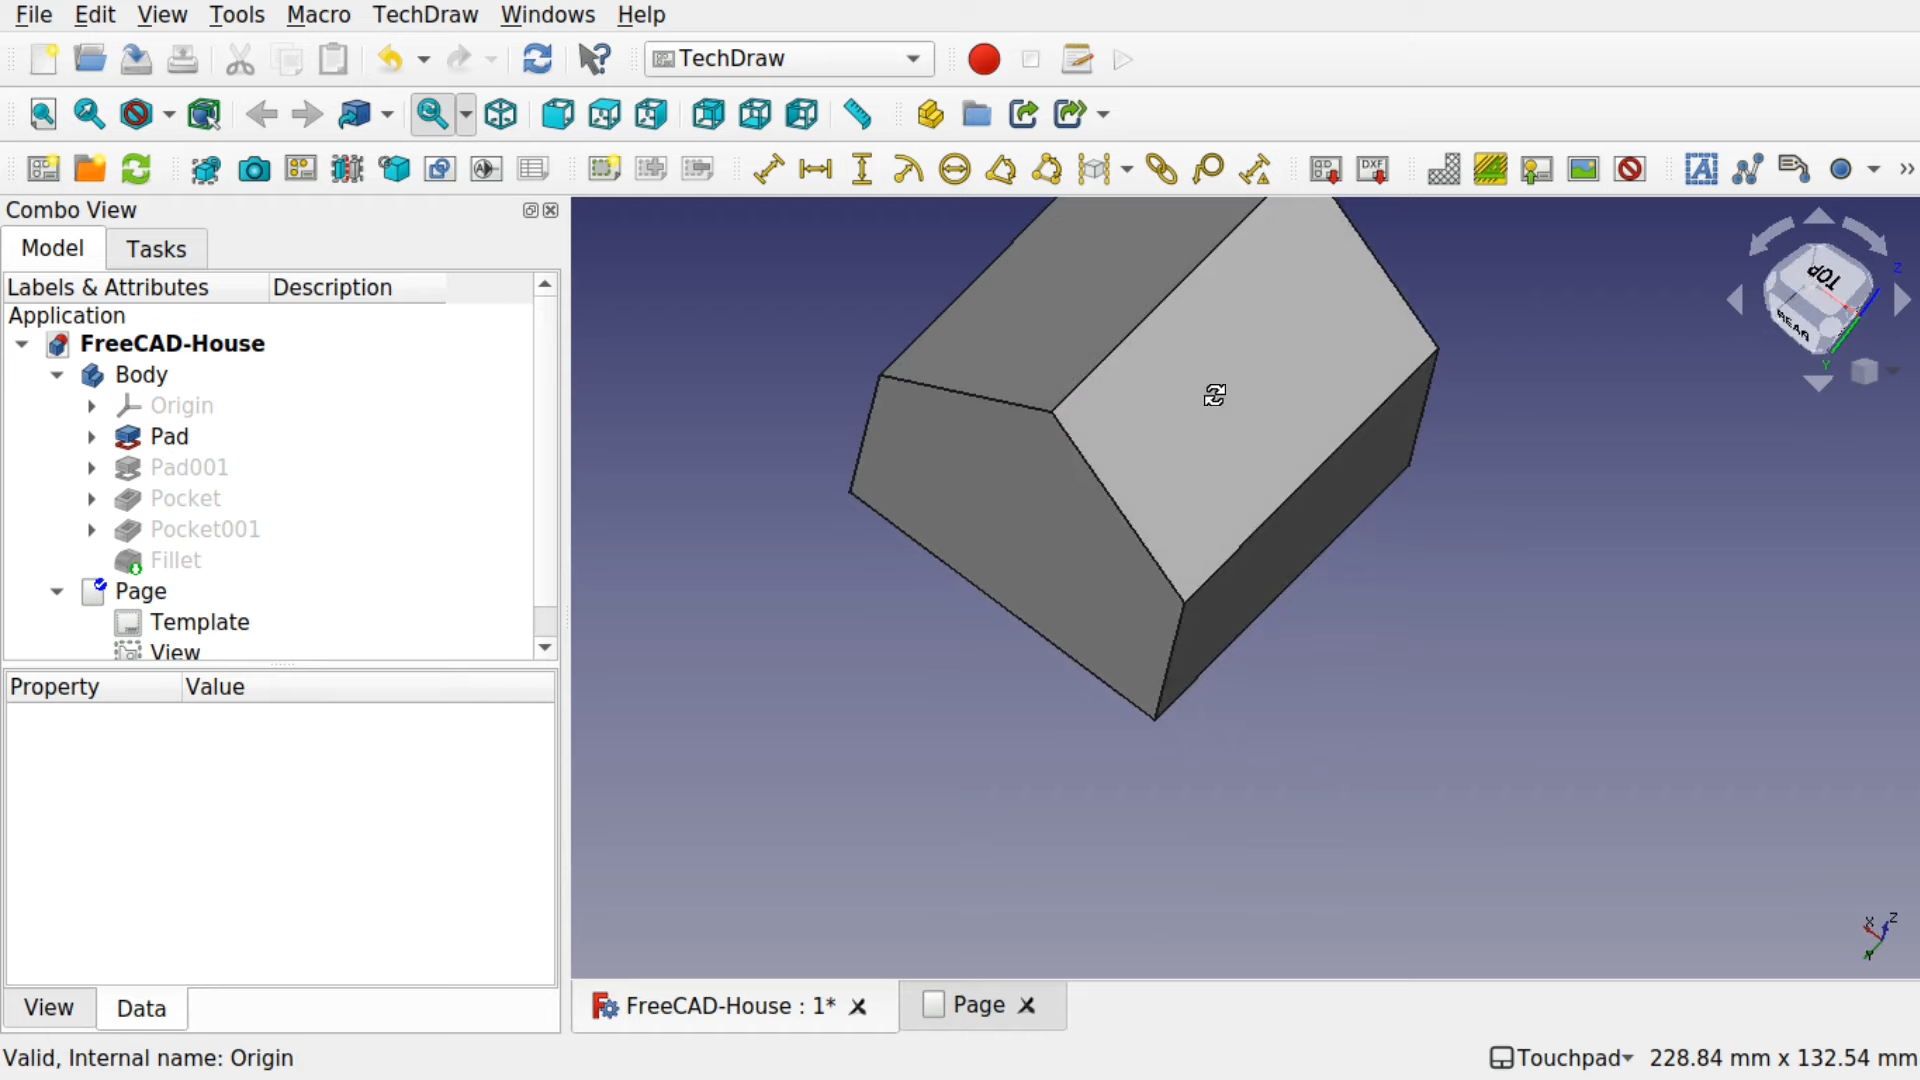 File Edit View Tools Macro TechDraw Windows Help
TechDraw
DXF
Combo View
Model Tasks
Labels & Attributes Description
Application
FreeCAD-House
Body
Origin
Pad
Pad001
Pocket
Pocket001
Fillet
Page
Template
View
Property Value
View Data
TOP
REAR
Z
Y
X Z
Y
FreeCAD-House : 1* Page
Valid, Internal name: Origin
Touchpad 228.84 mm x 132.54 mm